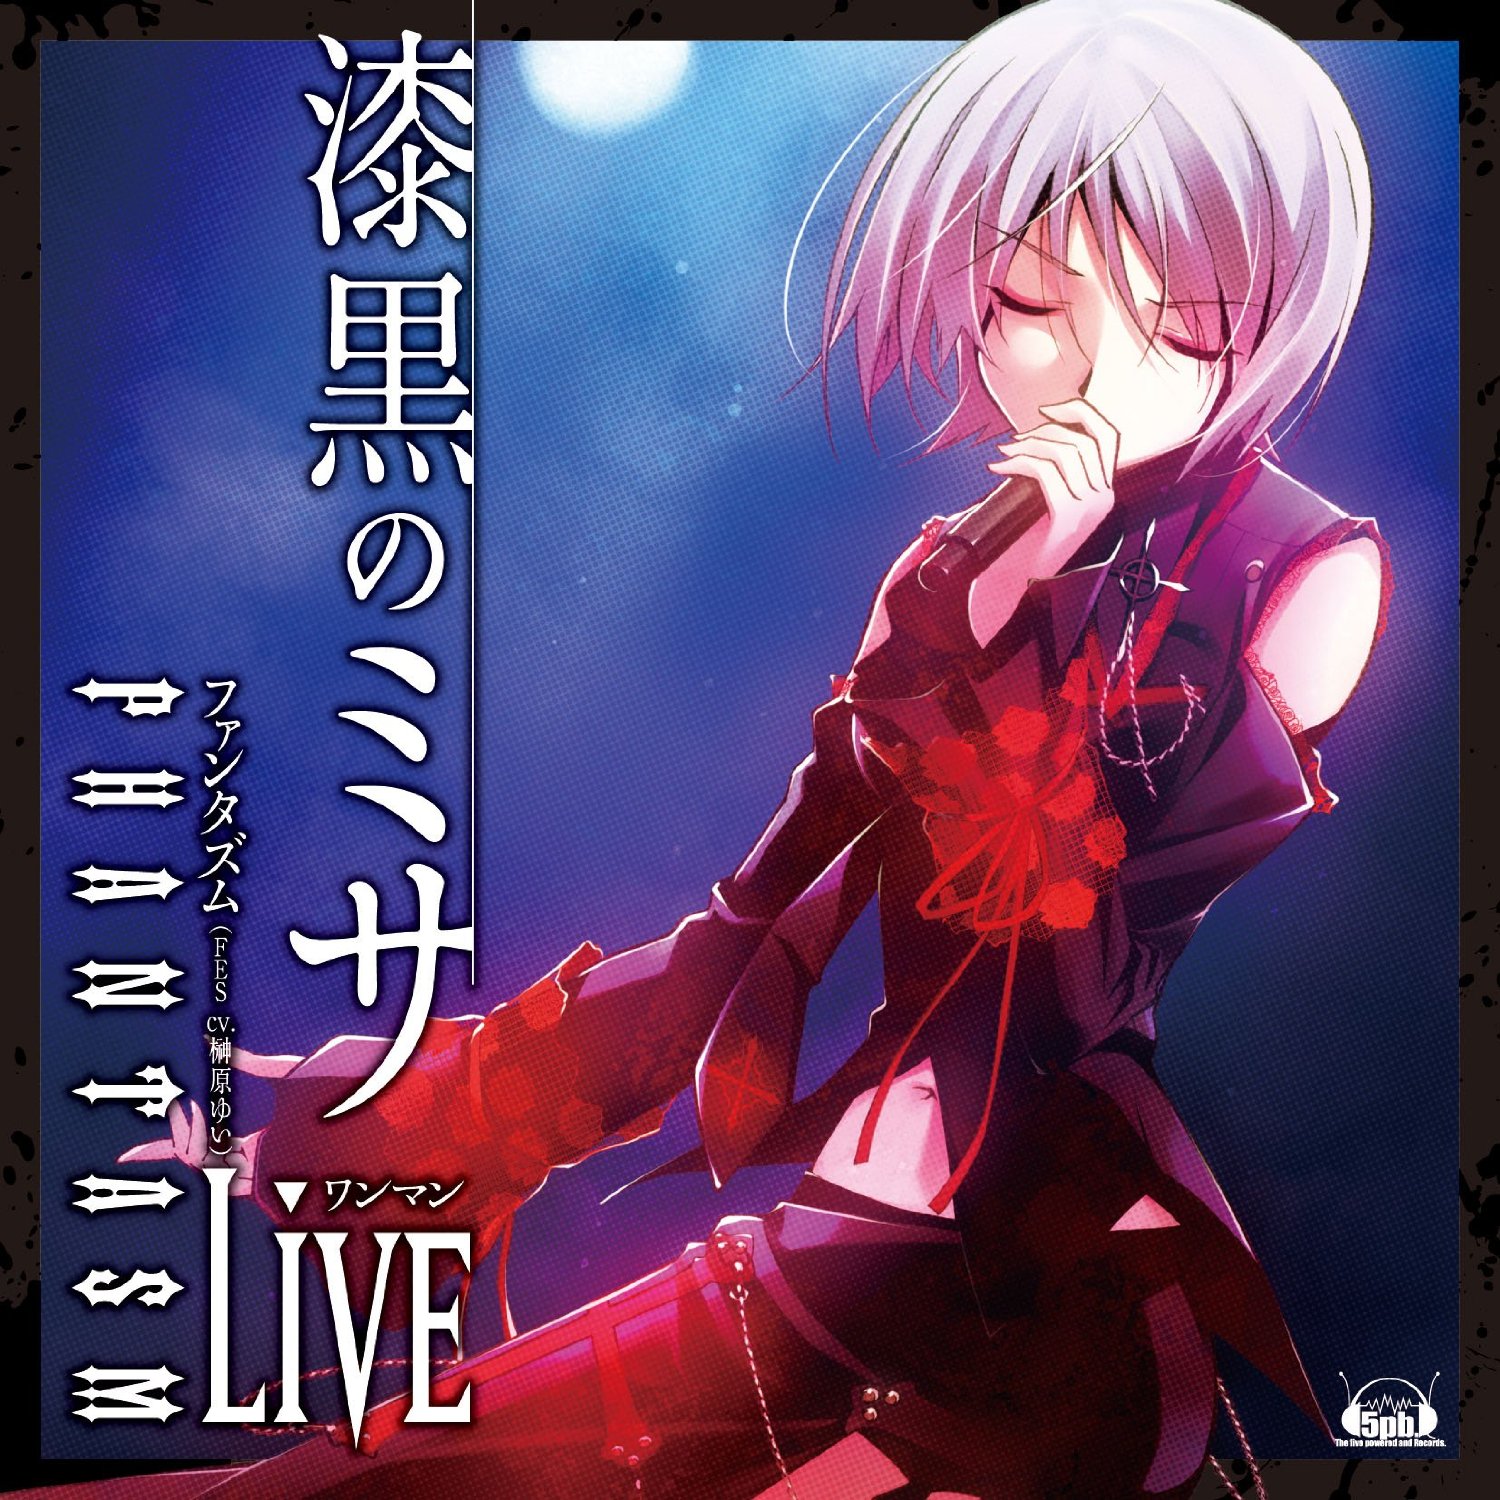 漆黒のミサ
ワンマン
LiVE
ファンタズム(FES cv.榊原ゆい)
PHANTASM
5pb.
The live powered and Records.